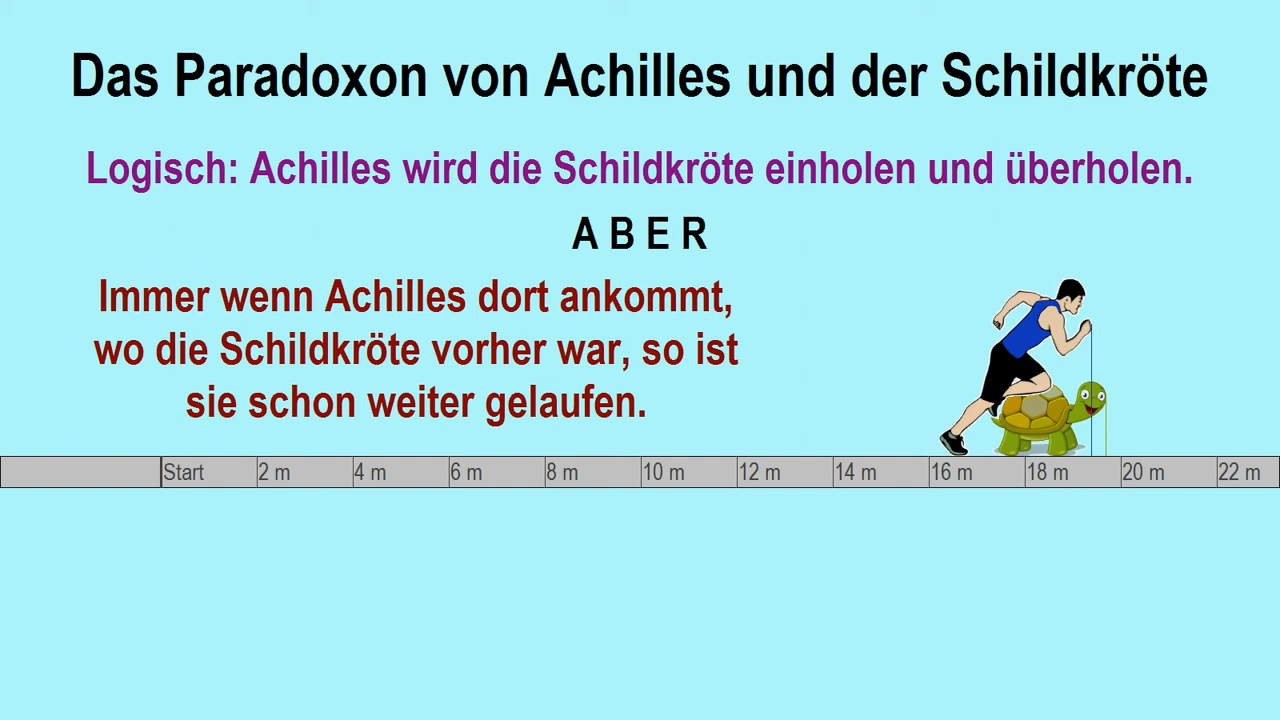 Das Paradoxon von Achilles und der Schildkröte
Logisch: Achilles wird die Schildkröte einholen und überholen.
A B E R
Immer wenn Achilles dort ankommt,
wo die Schildkröte vorher war, so ist
sie schon weiter gelaufen.
Start 2 m 4 m 6 m 8 m 10 m 12 m 14 m 16 m 18 m 20 m 22 m